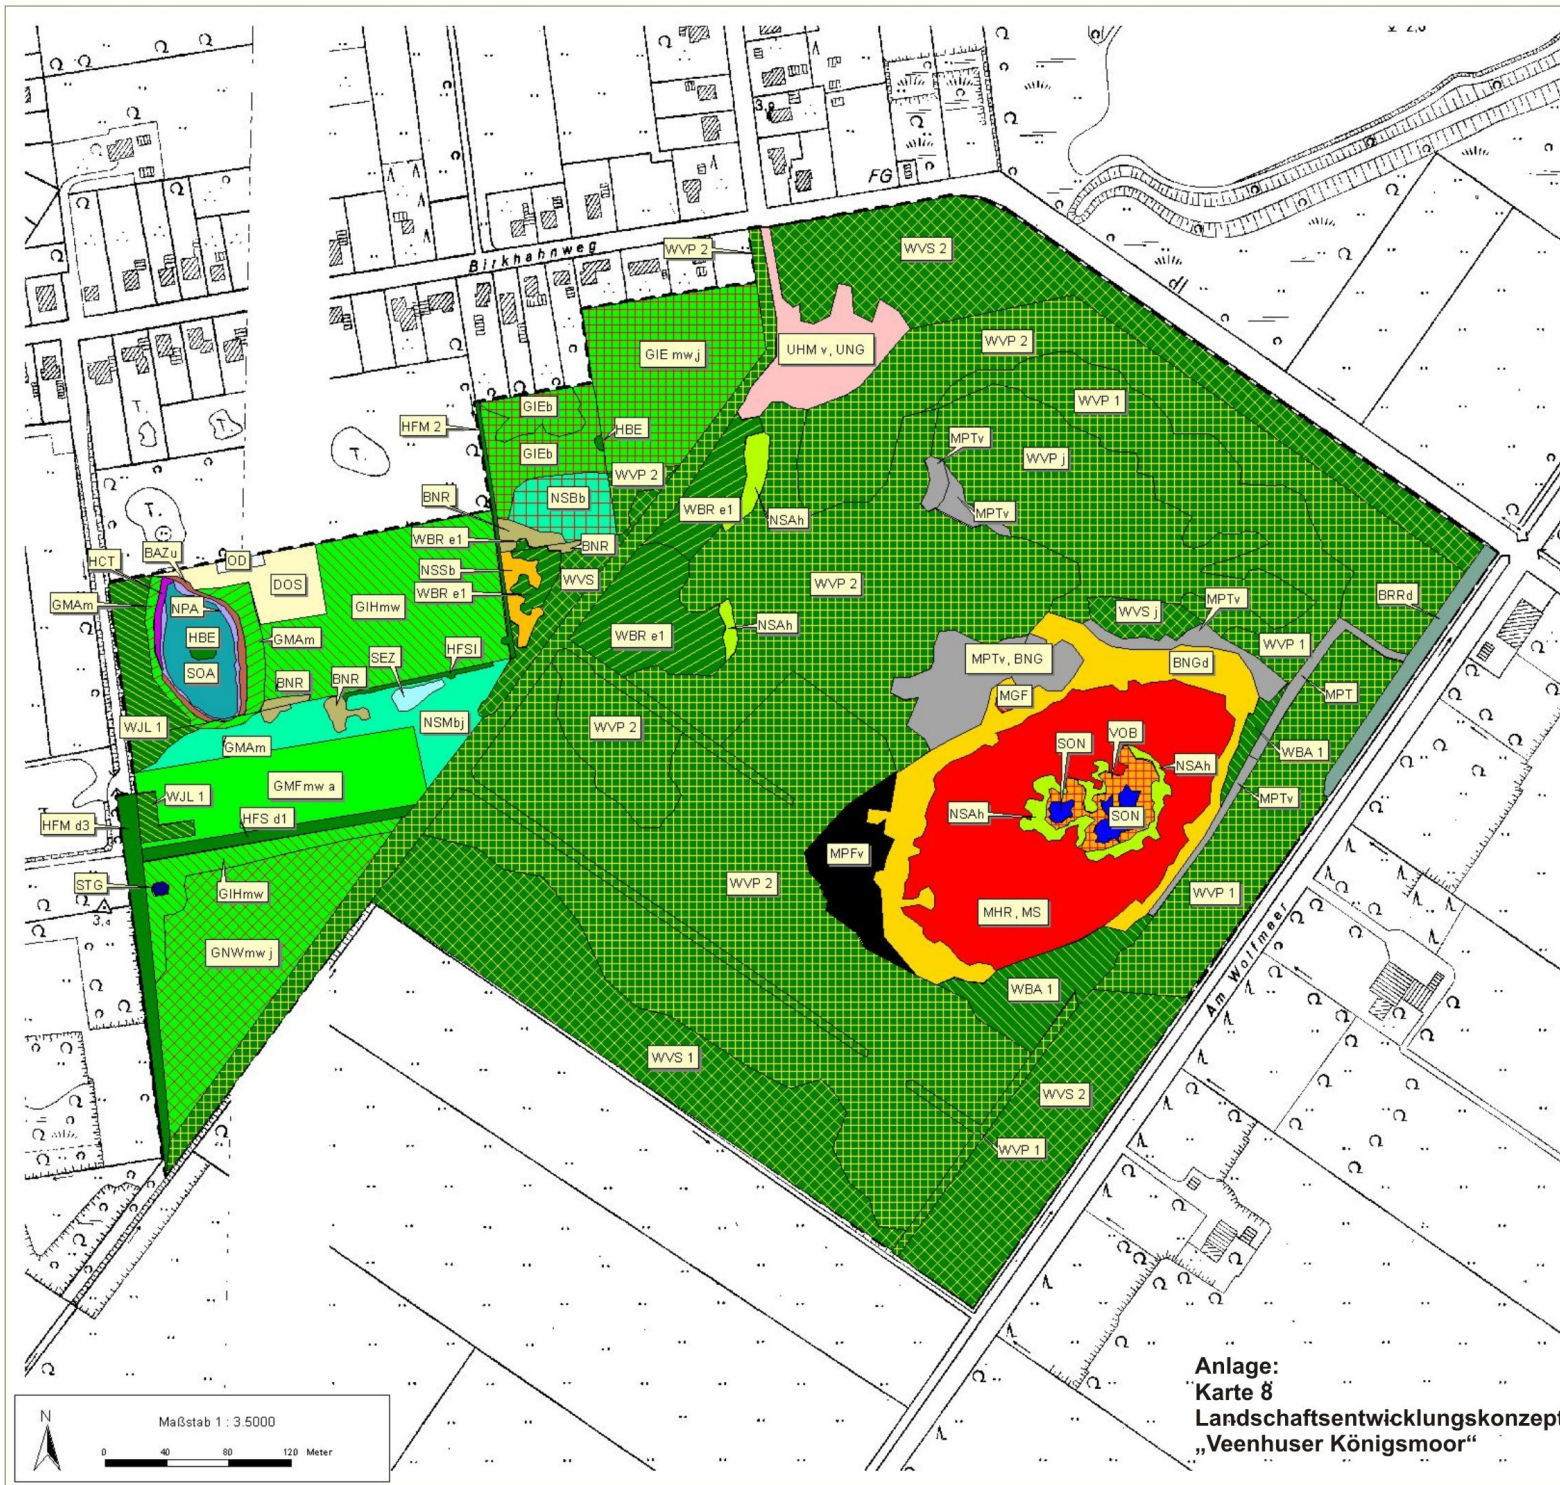 FG
Birkhahnweg
WVP 2
WVS 2
dl
GIE mw,j
UHM v, UNG
WVP 2
GIEb
HFM 2
HBE
WVP 1
GIEb
MPTv
WVP j
WVP 2
BNR
NSBb
WBR e1
NSAh
MPTv
T.
T.
T.
T.
HCT
BAZu
OD
WBR e1
BNR
NSSb
WVS
DOS
GIHmw
WBR e1
WVP 2
BRRd
GMAm
NPA
WVS j
MPTv
HBE
GMAm
WBR e1
NSAh
WVP 1
SOA
SEZ
HFSl
MPTv, BNG
BNGd
BNR
BNR
MGF
MPT
WJL 1
GMAm
NSMbj
WVP 2
SON
VOB
NSAh
WBA 1
GMFmw a
WJL 1
MPTv
HFM d3
HFS d1
NSAh
SON
MPFv
STG
GIHmw
WVP 2
WVP 1
3,4
MHR, MS
GNWmw j
Am Wolfmeer
WBA 1
WVS 1
WVS 2
WVP 1
Anlage:
Karte 8
Landschaftsentwicklungskonzept
„Veenhuser Königsmoor“
N
Maßstab 1 : 3.5000
0 40 80 120 Meter